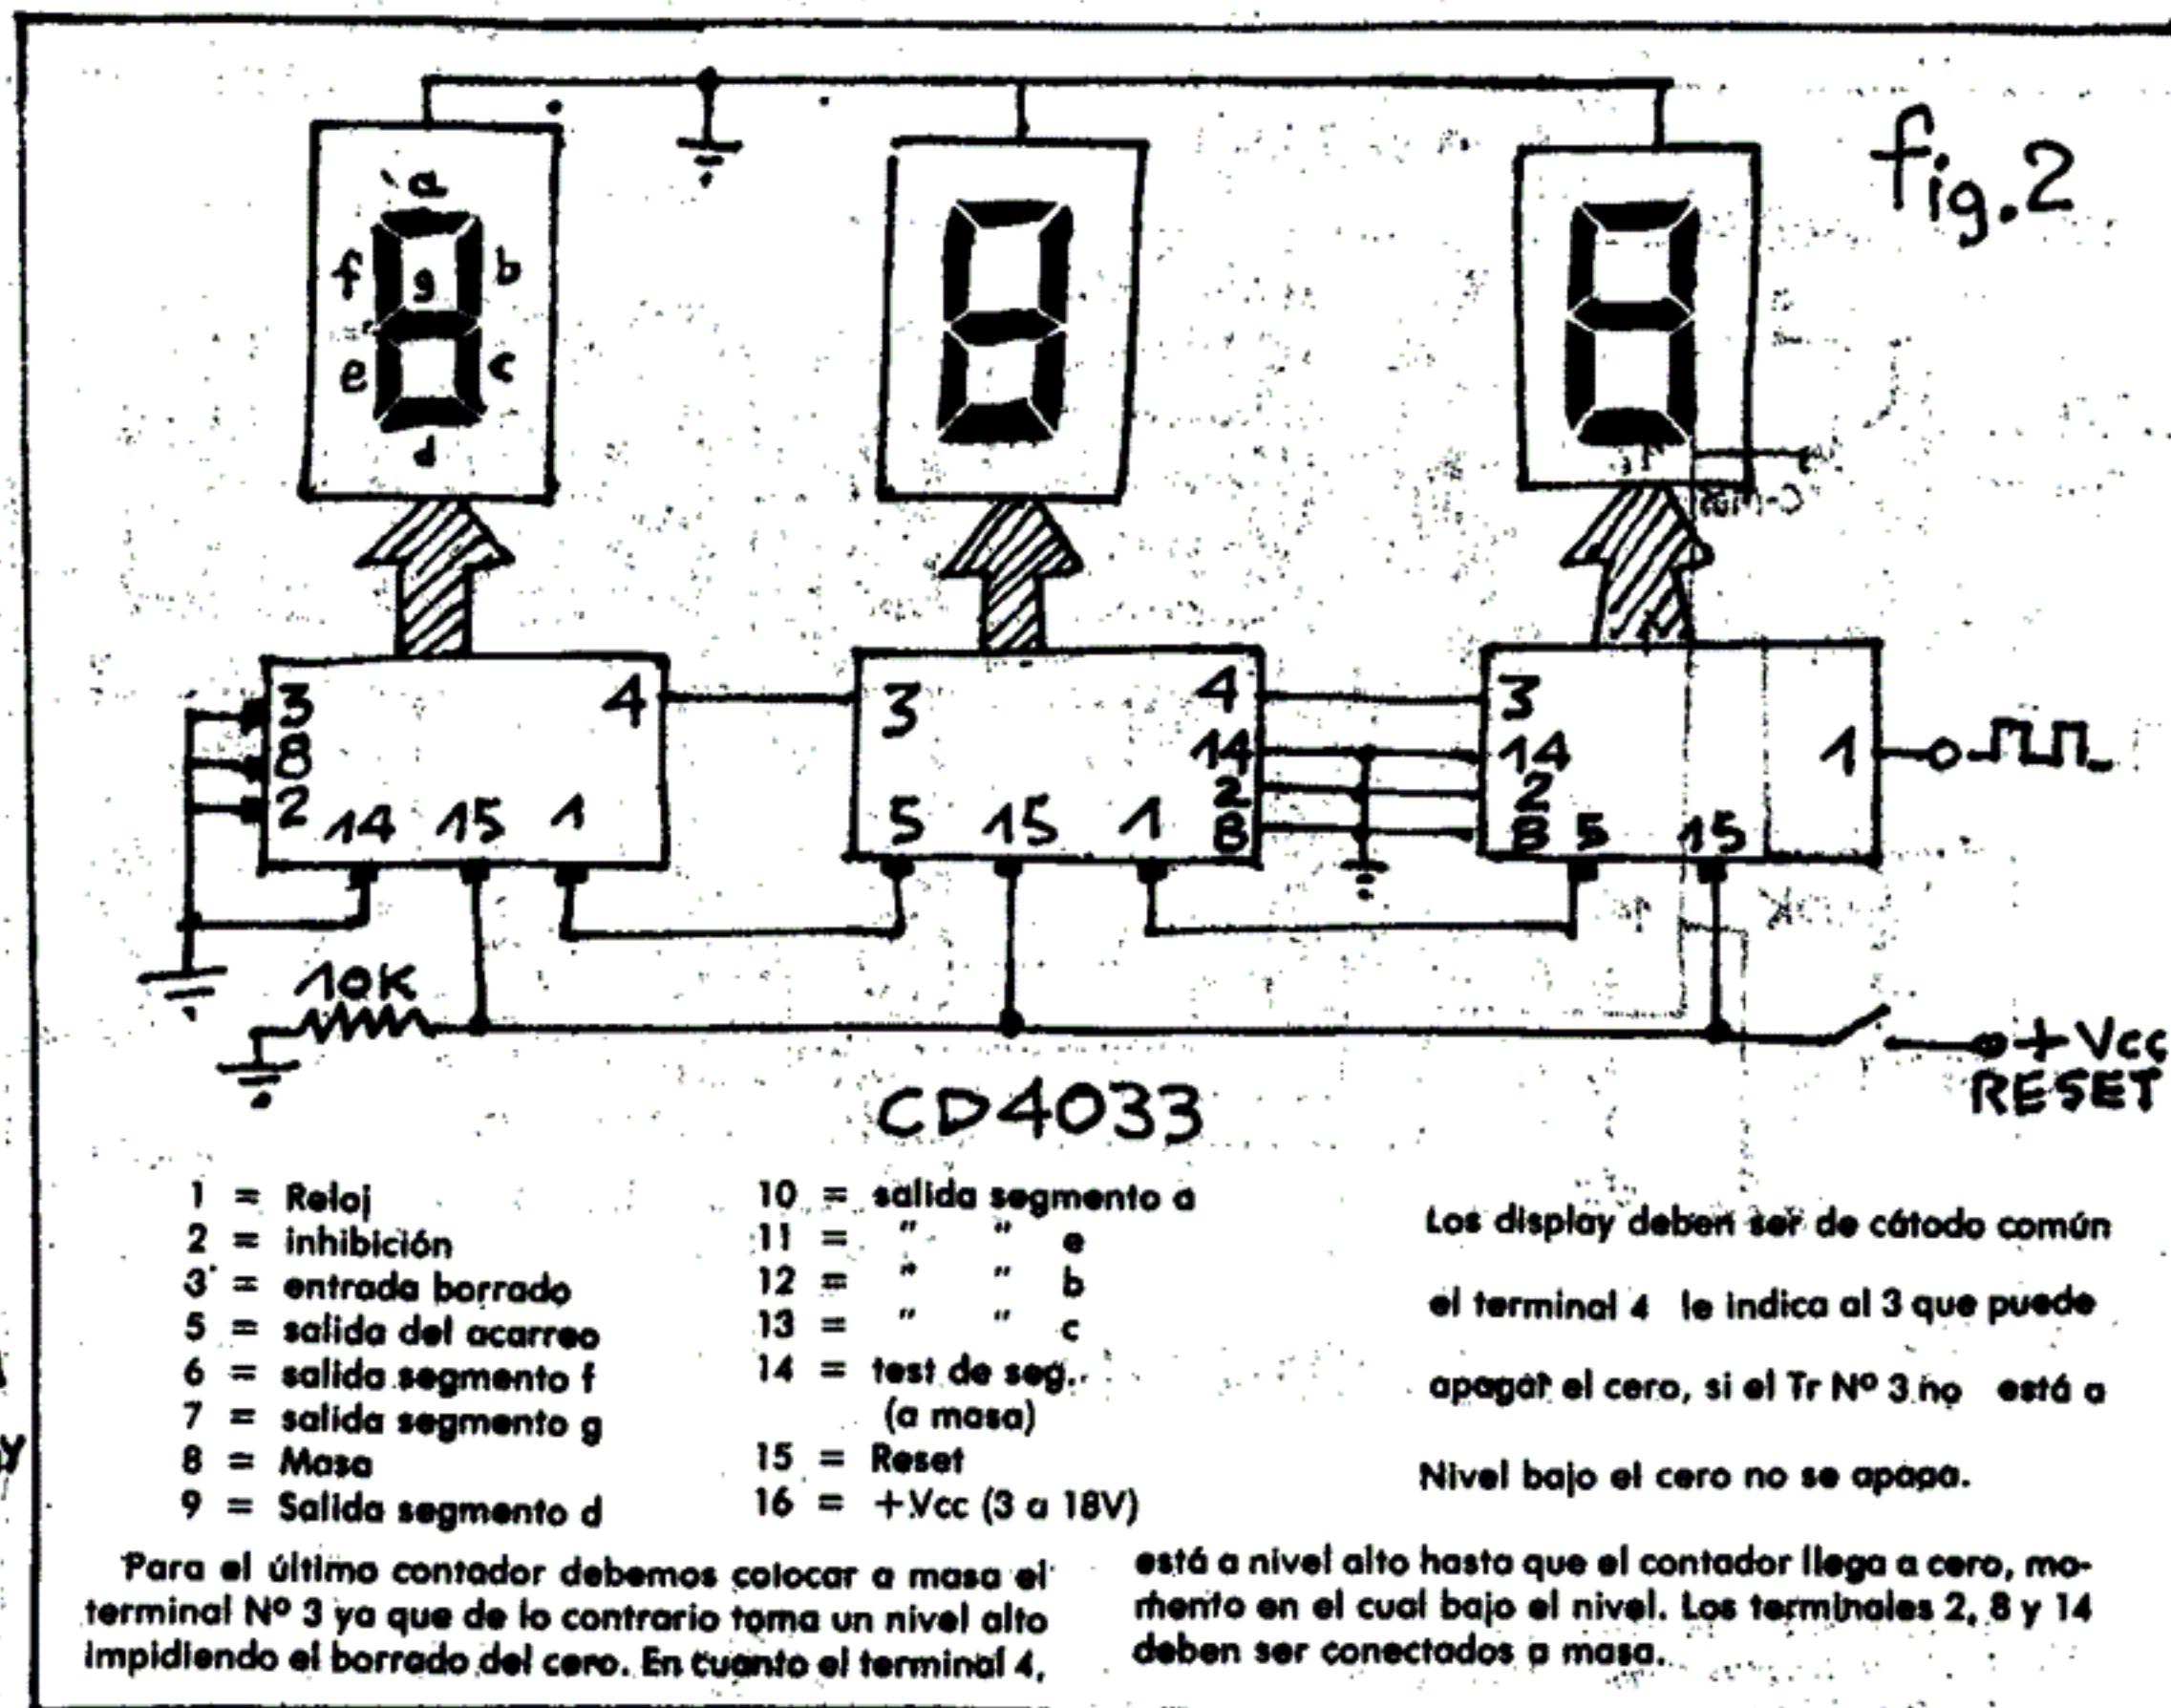 fig.2
a
f g b
e c
d
3 4
8
2 14 15 1
3 4
14
2
5 15 1 8
3
14 1
2
8 5 15
10K
+Vcc
RESET
CD4033
1 = Reloj
2 = inhibición
3 = entrada borrado
5 = salida del acarreo
6 = salida segmento f
7 = salida segmento g
8 = Masa
9 = Salida segmento d
10 = salida segmento a
11 = " " e
12 = " " b
13 = " " c
14 = test de seg.
(a masa)
15 = Reset
16 = +Vcc (3 a 18V)
Los display deben ser de cátodo común
el terminal 4 le indica al 3 que puede
apagar el cero, si el Tr Nº 3 no está a
Nivel bajo el cero no se apaga.
Para el último contador debemos colocar a masa el
terminal Nº 3 ya que de lo contrario toma un nivel alto
impidiendo el borrado del cero. En cuanto el terminal 4,
está a nivel alto hasta que el contador llega a cero, mo-
mento en el cual bajo el nivel. Los terminales 2, 8 y 14
deben ser conectados a masa.